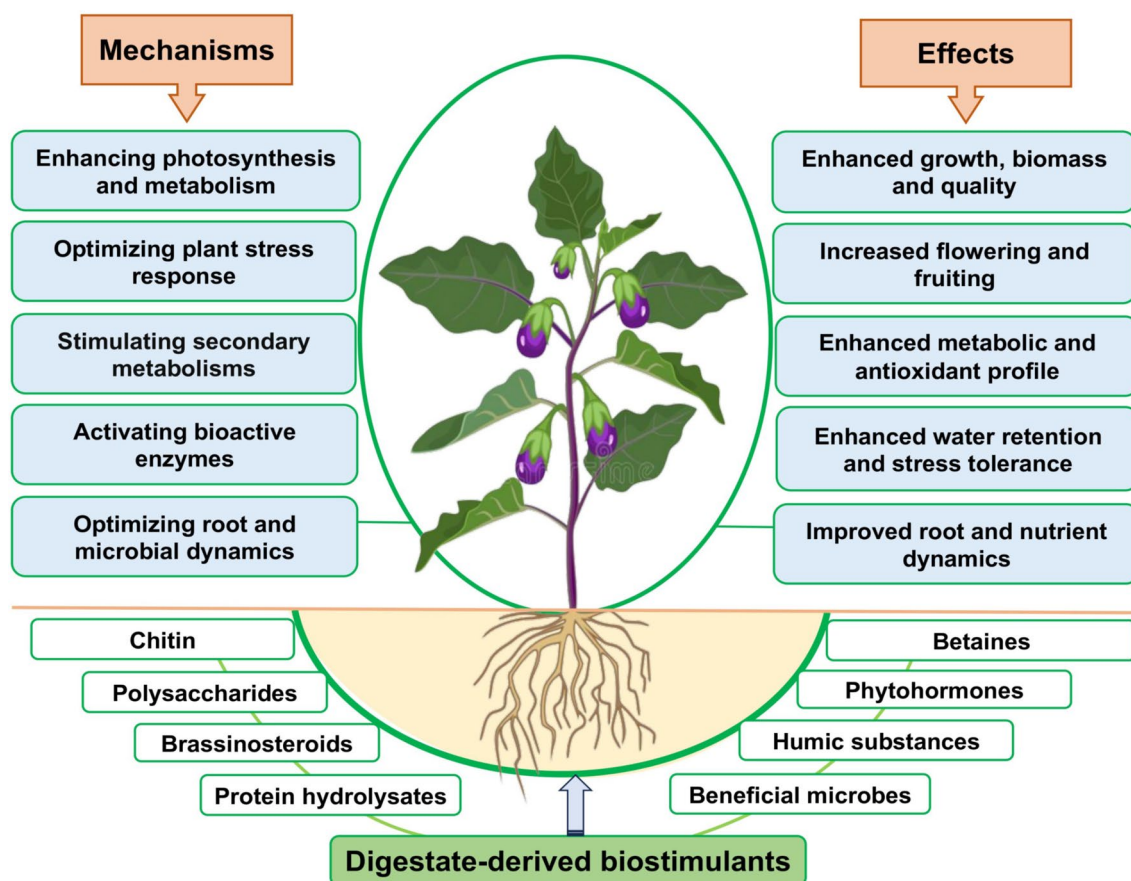 Mechanisms
Enhancing photosynthesis
and metabolism
Optimizing plant stress
response
Stimulating secondary
metabolisms
Activating bioactive
enzymes
Optimizing root and
microbial dynamics
Effects
Enhanced growth, biomass
and quality
Increased flowering and
fruiting
Enhanced metabolic and
antioxidant profile
Enhanced water retention
and stress tolerance
Improved root and nutrient
dynamics
Chitin
Polysaccharides
Brassinosteroids
Protein hydrolysates
Betaines
Phytohormones
Humic substances
Beneficial microbes
Digestate-derived biostimulants